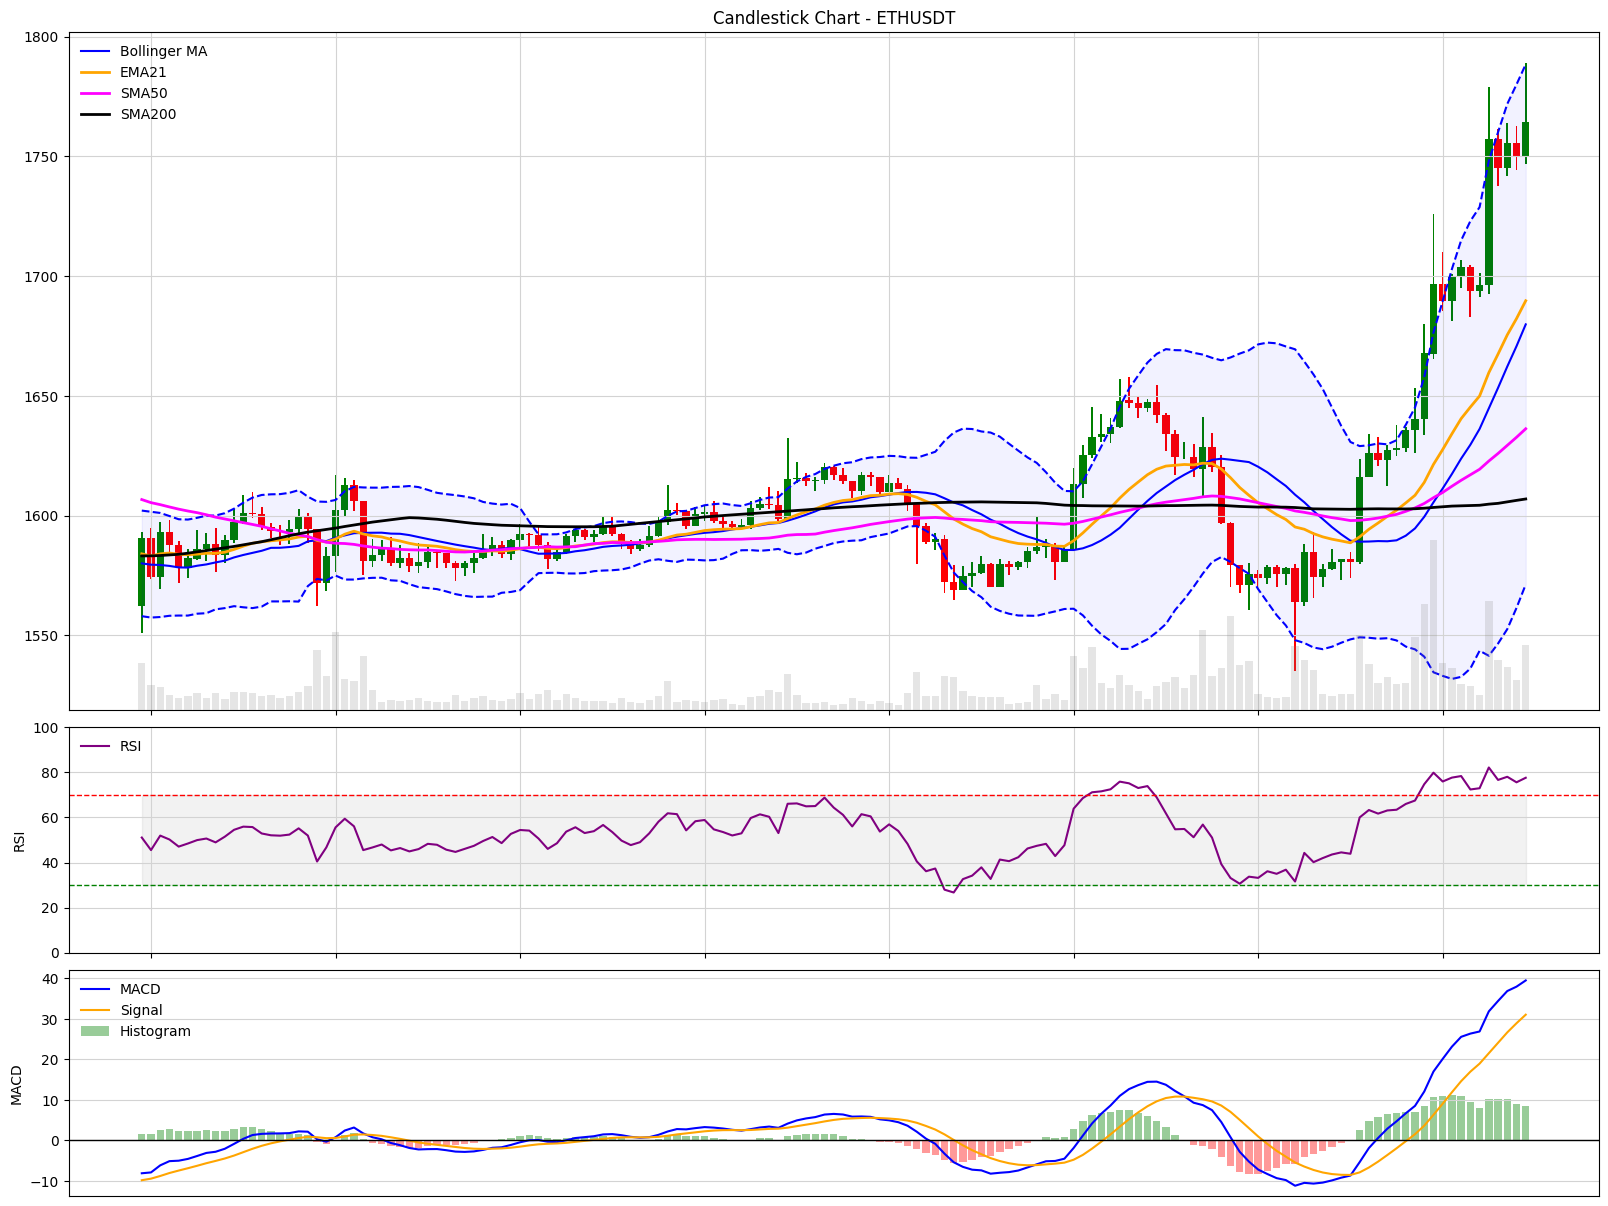 Candlestick Chart - ETHUSDT
1800
1750
1700
1650
1600
1550
Bollinger MA
EMA21
SMA50
SMA200
100
80
60
40
20
0
RSI
RSI
40
30
20
10
0
−10
MACD
MACD
Signal
Histogram